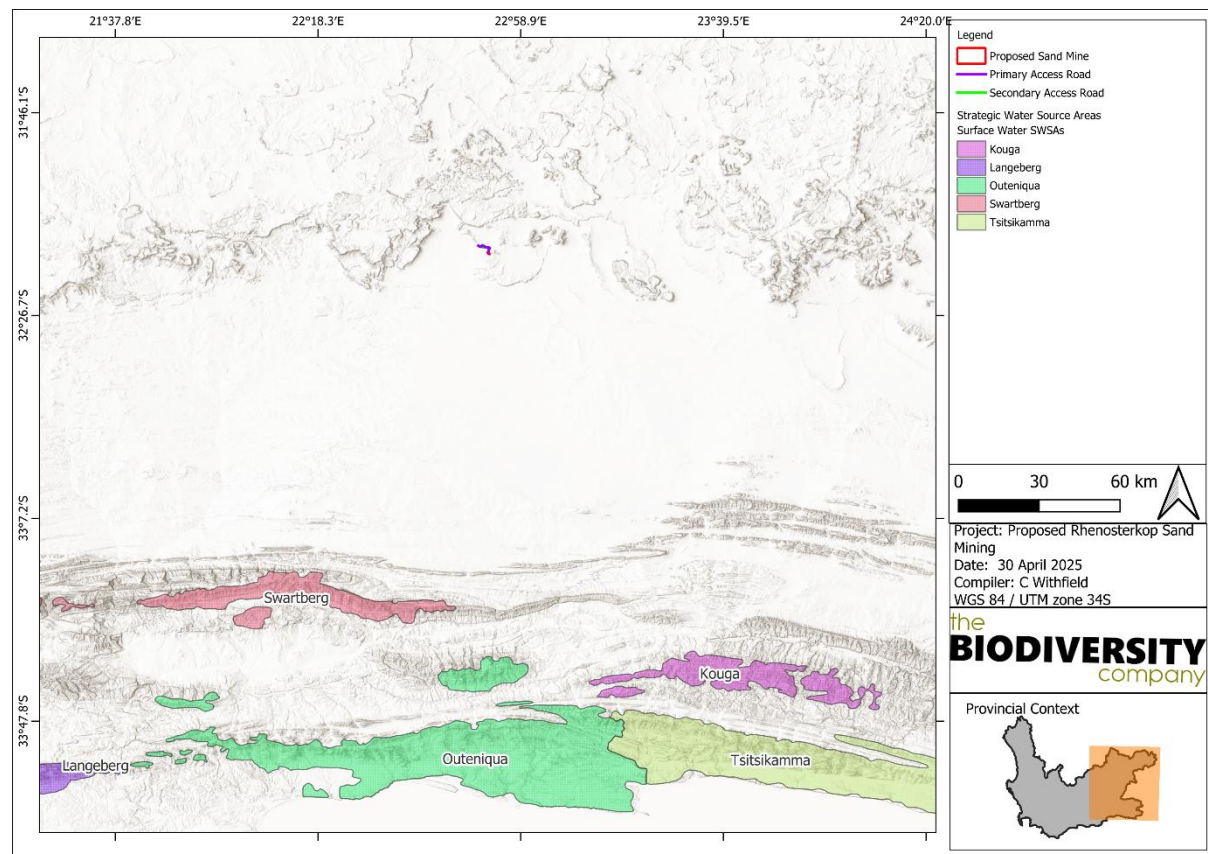 21°37.8'E 22°18.3'E 22°58.9'E 23°39.5'E 24°20.0'E
31°46.1'S
32°26.7'S
33°7.2'S
33°47.8'S
Swartberg
Kouga
Langeberg
Outeniqua
Tsitsikamma
Legend
Proposed Sand Mine
Primary Access Road
Secondary Access Road
Strategic Water Source Areas
Surface Water SWSAs
Kouga
Langeberg
Outeniqua
Swartberg
Tsitsikamma
0 30 60 km
Project: Proposed Rhenosterkop Sand
Mining
Date: 30 April 2025
Compiler: C Withfield
WGS 84 / UTM zone 34S
the
BIODIVERSITY
company
Provincial Context